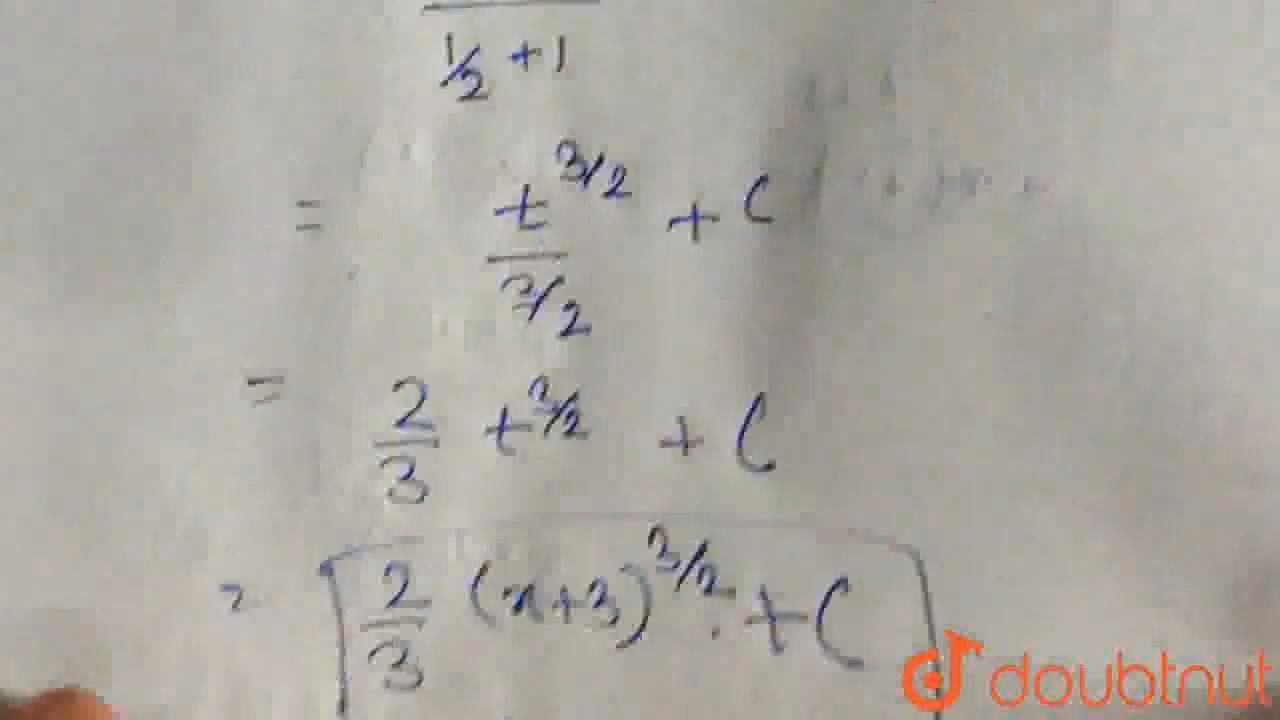 1/2 + 1
= t^3/2 / 3/2 + C
= 2/3 t^3/2 + C
= 2/3 (x+3)^3/2 + C
doubtnut